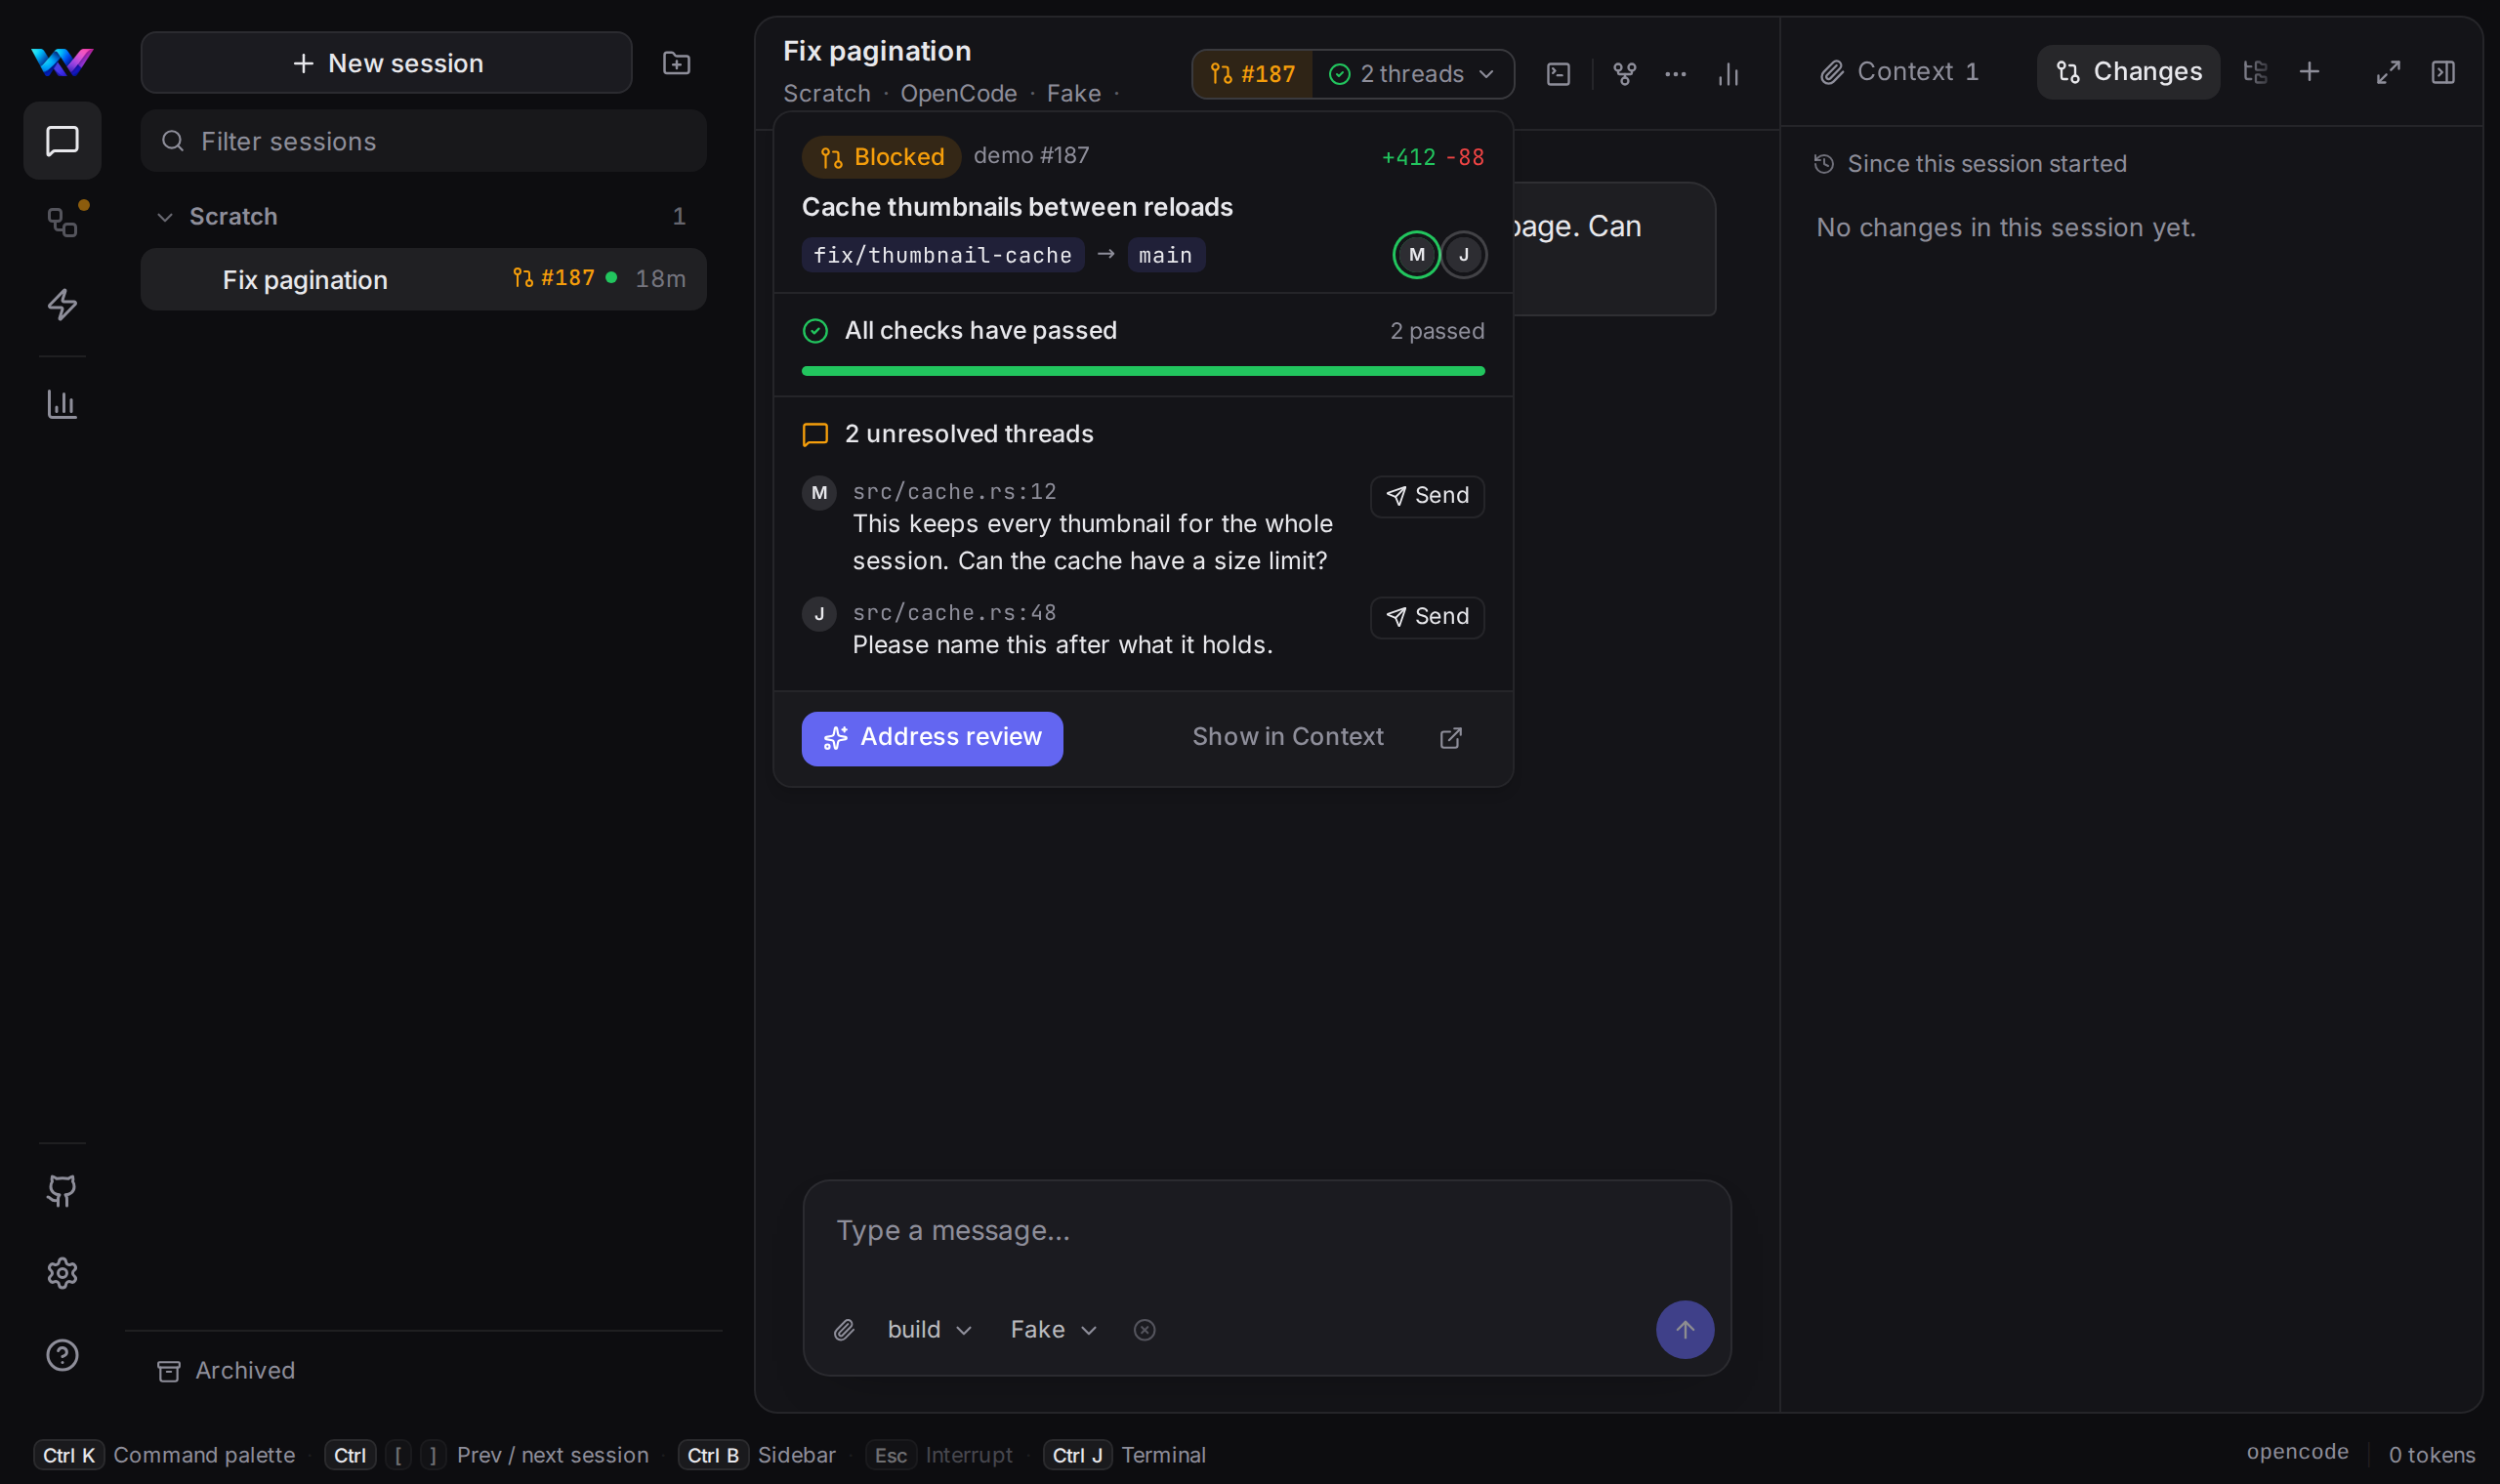 New session
Filter sessions
Scratch 1
Fix pagination #187 18m
Archived
Fix pagination
Scratch · OpenCode · Fake ·
#187 2 threads
Blocked demo #187 +412 -88
Cache thumbnails between reloads
fix/thumbnail-cache → main M J
All checks have passed 2 passed
2 unresolved threads
M src/cache.rs:12 Send
This keeps every thumbnail for the whole
session. Can the cache have a size limit?
J src/cache.rs:48 Send
Please name this after what it holds.
Address review Show in Context
page. Can
Type a message...
build Fake
Context 1 Changes
Since this session started
No changes in this session yet.
Ctrl K Command palette · Ctrl [ ] Prev / next session · Ctrl B Sidebar · Esc Interrupt · Ctrl J Terminal
opencode 0 tokens